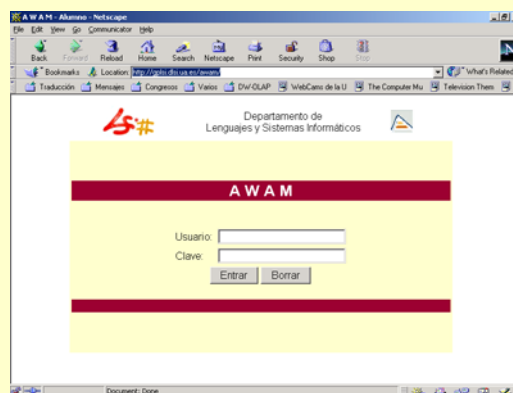 A W A M - Alumno - Netscape
File Edit View Go Communicator Help
Back Forward Reload Home Search Netscape Print Security Shop Stop
Bookmarks Location: http://gplsi.dlsi.ua.es/awam/ What's Related
Traducción Mensajes Congresos Varios DW-OLAP WebCams de la U The Computer Mu Television Them
Departamento de
Lenguajes y Sistemas Informáticos
A W A M
Usuario:
Clave:
Entrar Borrar
Document: Done